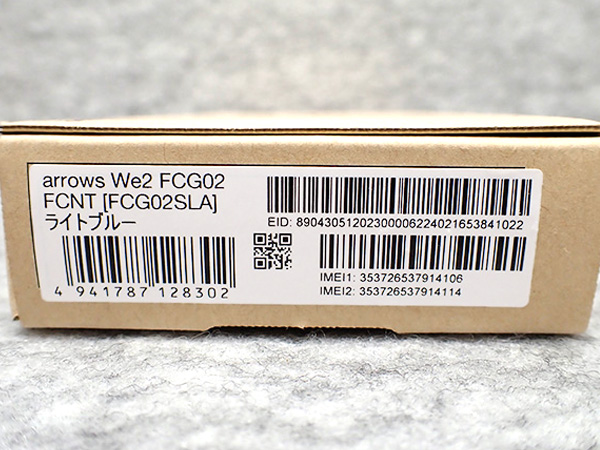 arrows We2 FCG02
FCNT [FCG02SLA]
ライトブルー
4 941787 128302
EID: 89043051202300006224021653841022
IMEI1: 353726537914106
IMEI2: 353726537914114